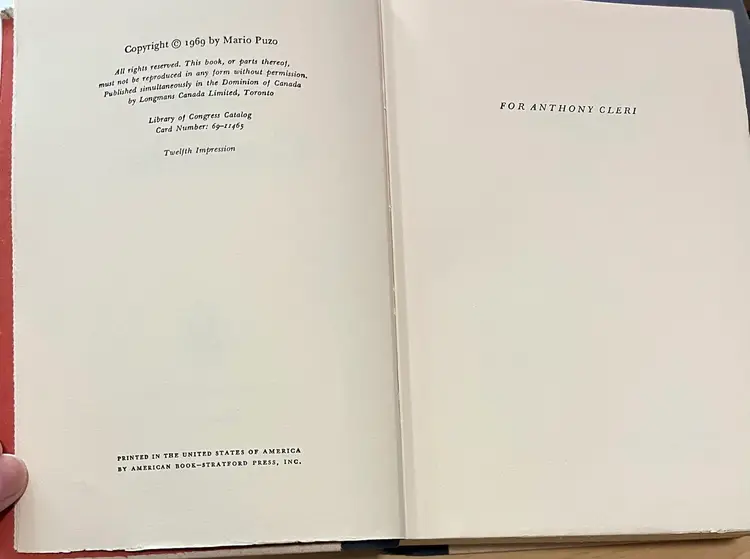 Copyright © 1969 by Mario Puzo
All rights reserved. This book, or parts thereof,
must not be reproduced in any form without permission.
Published simultaneously in the Dominion of Canada
by Longmans Canada Limited, Toronto
Library of Congress Catalog
Card Number: 69-11465
Twelfth Impression
PRINTED IN THE UNITED STATES OF AMERICA
BY AMERICAN BOOK—STRATFORD PRESS, INC.
FOR ANTHONY CLERI